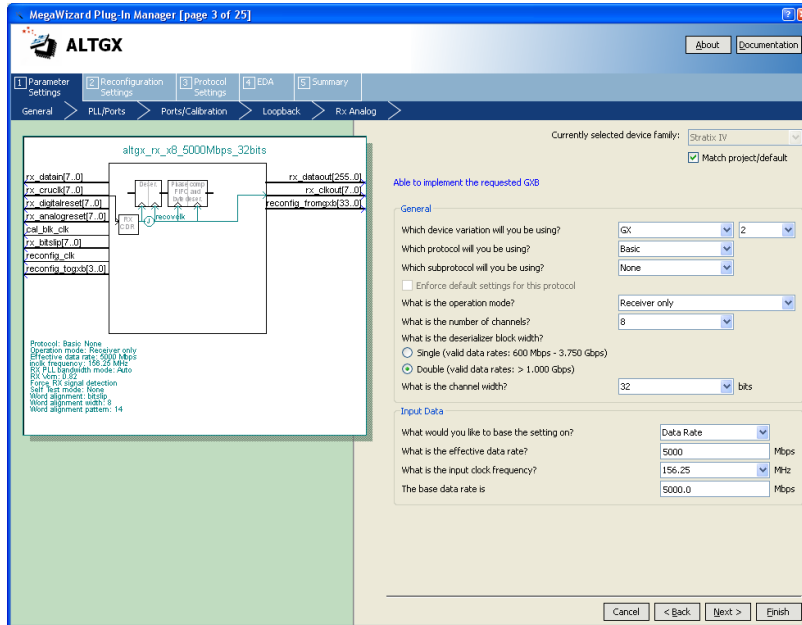 MegaWizard Plug-In Manager [page 3 of 25]
ALTGX
About
Documentation
1 Parameter Settings
2 Reconfiguration Settings
3 Protocol Settings
4 EDA
5 Summary
General
PLL/Ports
Ports/Calibration
Loopback
Rx Analog
Currently selected device family:
Stratix IV
Match project/default
altgx_rx_x8_5000Mbps_32bits
rx_datain[7..0]
rx_cruclk[7..0]
rx_digitalreset[7..0]
rx_analogreset[7..0]
cal_blk_clk
rx_bitslip[7..0]
reconfig_clk
reconfig_togxb[3..0]
Deser.
Phase comp FIFO and byte deser.
RX CDR
recovclk
rx_dataout[255..0]
rx_clkout[7..0]
reconfig_fromgxb[33..0]
Protocol: Basic None
Operation mode: Receiver only
Effective data rate: 5000 Mbps
inclk frequency: 156.25 MHz
RX PLL bandwidth mode: Auto
RX Vcm: 0.82
Force RX signal detection
Self Test mode: None
Word alignment: bitslip
Word alignment width: 8
Word alignment pattern: 14
Able to implement the requested GXB
General
Which device variation will you be using? GX 2
Which protocol will you be using? Basic
Which subprotocol will you be using? None
Enforce default settings for this protocol
What is the operation mode? Receiver only
What is the number of channels? 8
What is the deserializer block width?
Single (valid data rates: 600 Mbps - 3.750 Gbps)
Double (valid data rates: > 1.000 Gbps)
What is the channel width? 32 bits
Input Data
What would you like to base the setting on? Data Rate
What is the effective data rate? 5000 Mbps
What is the input clock frequency? 156.25 MHz
The base data rate is 5000.0 Mbps
Cancel
< Back
Next >
Finish